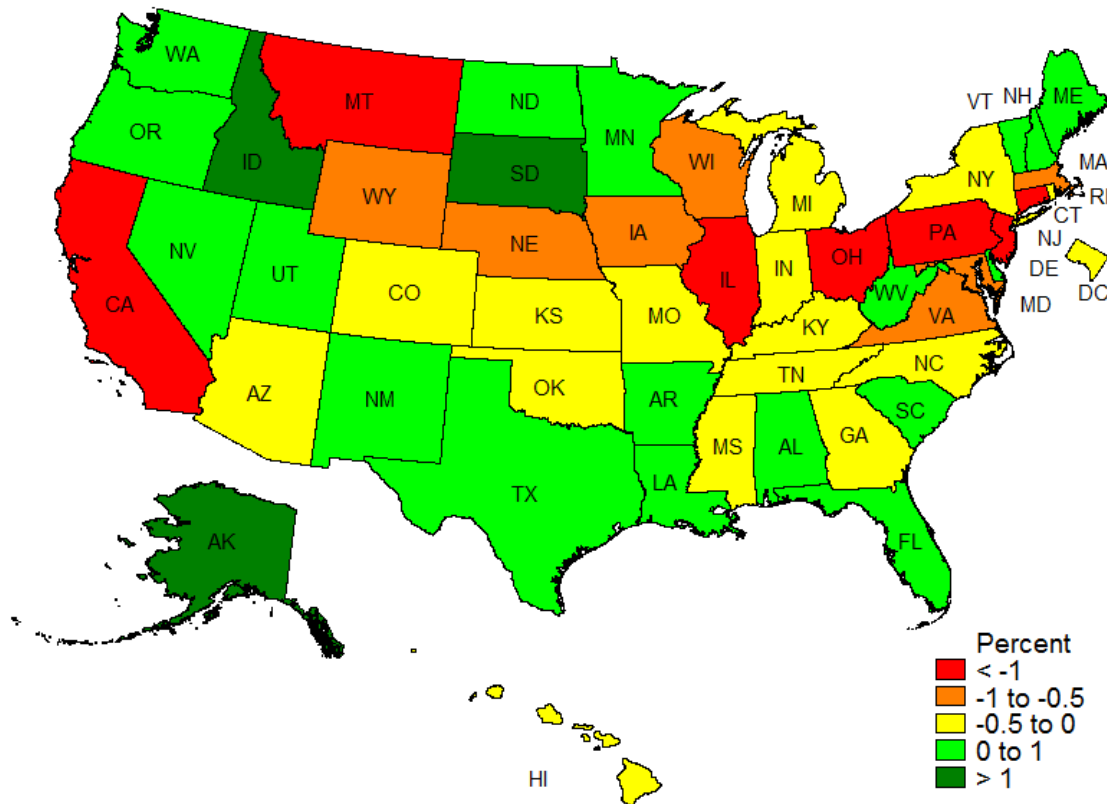 WA
MT
ND
MN
VT NH
ME
OR
ID
SD
WI
MA
WY
NY
RI
MI
CT
NE
IA
PA
NJ
NV
OH
UT
IL
IN
DE
CO
WV
DC
CA
KS
MO
MD
VA
KY
NC
TN
OK
AZ
NM
AR
SC
MS
AL
GA
LA
TX
AK
FL
Percent
< -1
-1 to -0.5
-0.5 to 0
0 to 1
HI
> 1